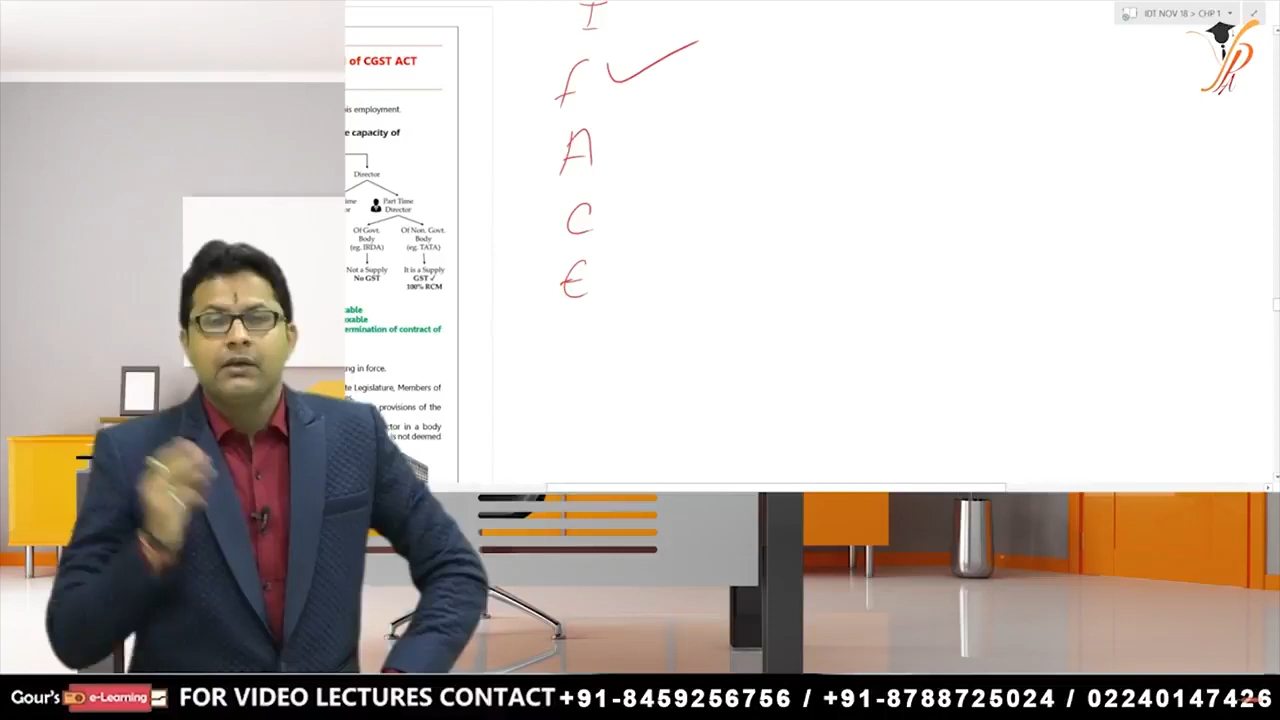 IDT NOV 18 > CHP 1
I
f
A
C
E
of CGST ACT
his employment.
e capacity of
Director
Part Time
Director
Of Govt.
Body
(eg. IRDA)
Of Non. Govt.
Body
(eg. TATA)
Not a Supply
No GST
It is a Supply
GST ✓
100% RCM
ermination of contract of
ng in force.
te Legislature, Members of
provisions of the
ctor in a body
is not deemed
Gour's e-Learning FOR VIDEO LECTURES CONTACT +91-8459256756 / +91-8788725024 / 02240147426